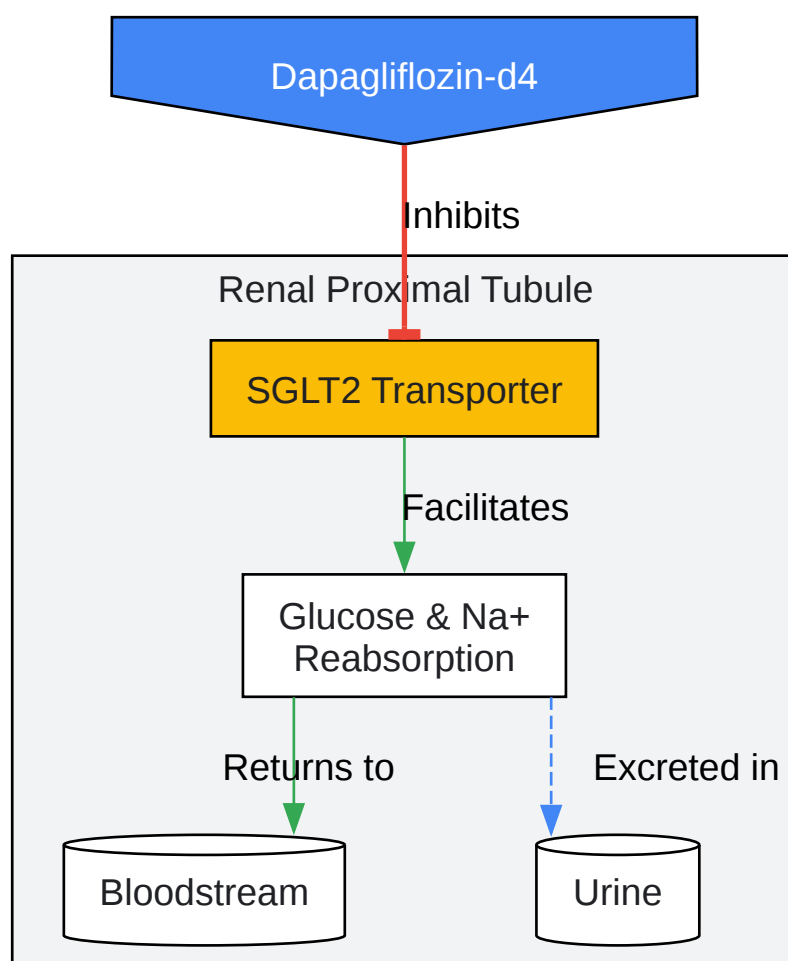 Dapagliflozin-d4
Inhibits
Renal Proximal Tubule
SGLT2 Transporter
Facilitates
Glucose & Na+
Reabsorption
Returns to
Excreted in
Bloodstream
Urine